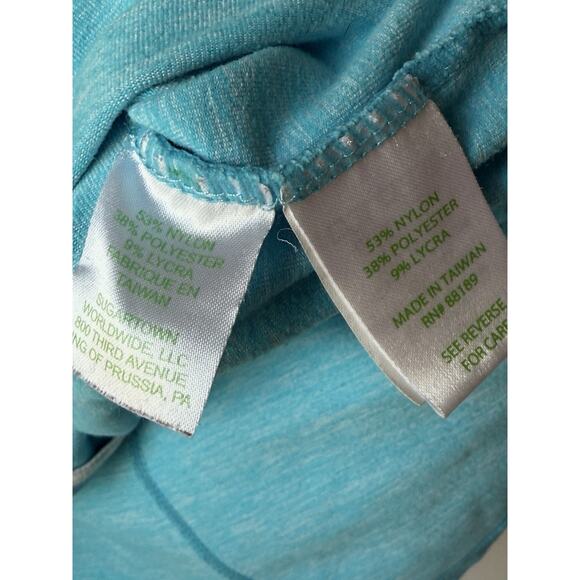 53% NYLON
38% POLYESTER
9% LYCRA
FABRIQUE EN
TAIWAN
SUGARTOWN
WORLDWIDE, LLC
800 THIRD AVENUE
NG OF PRUSSIA, PA
53% NYLON
38% POLYESTER
9% LYCRA
MADE IN TAIWAN
RN# 88189
SEE REVERSE
FOR CARE